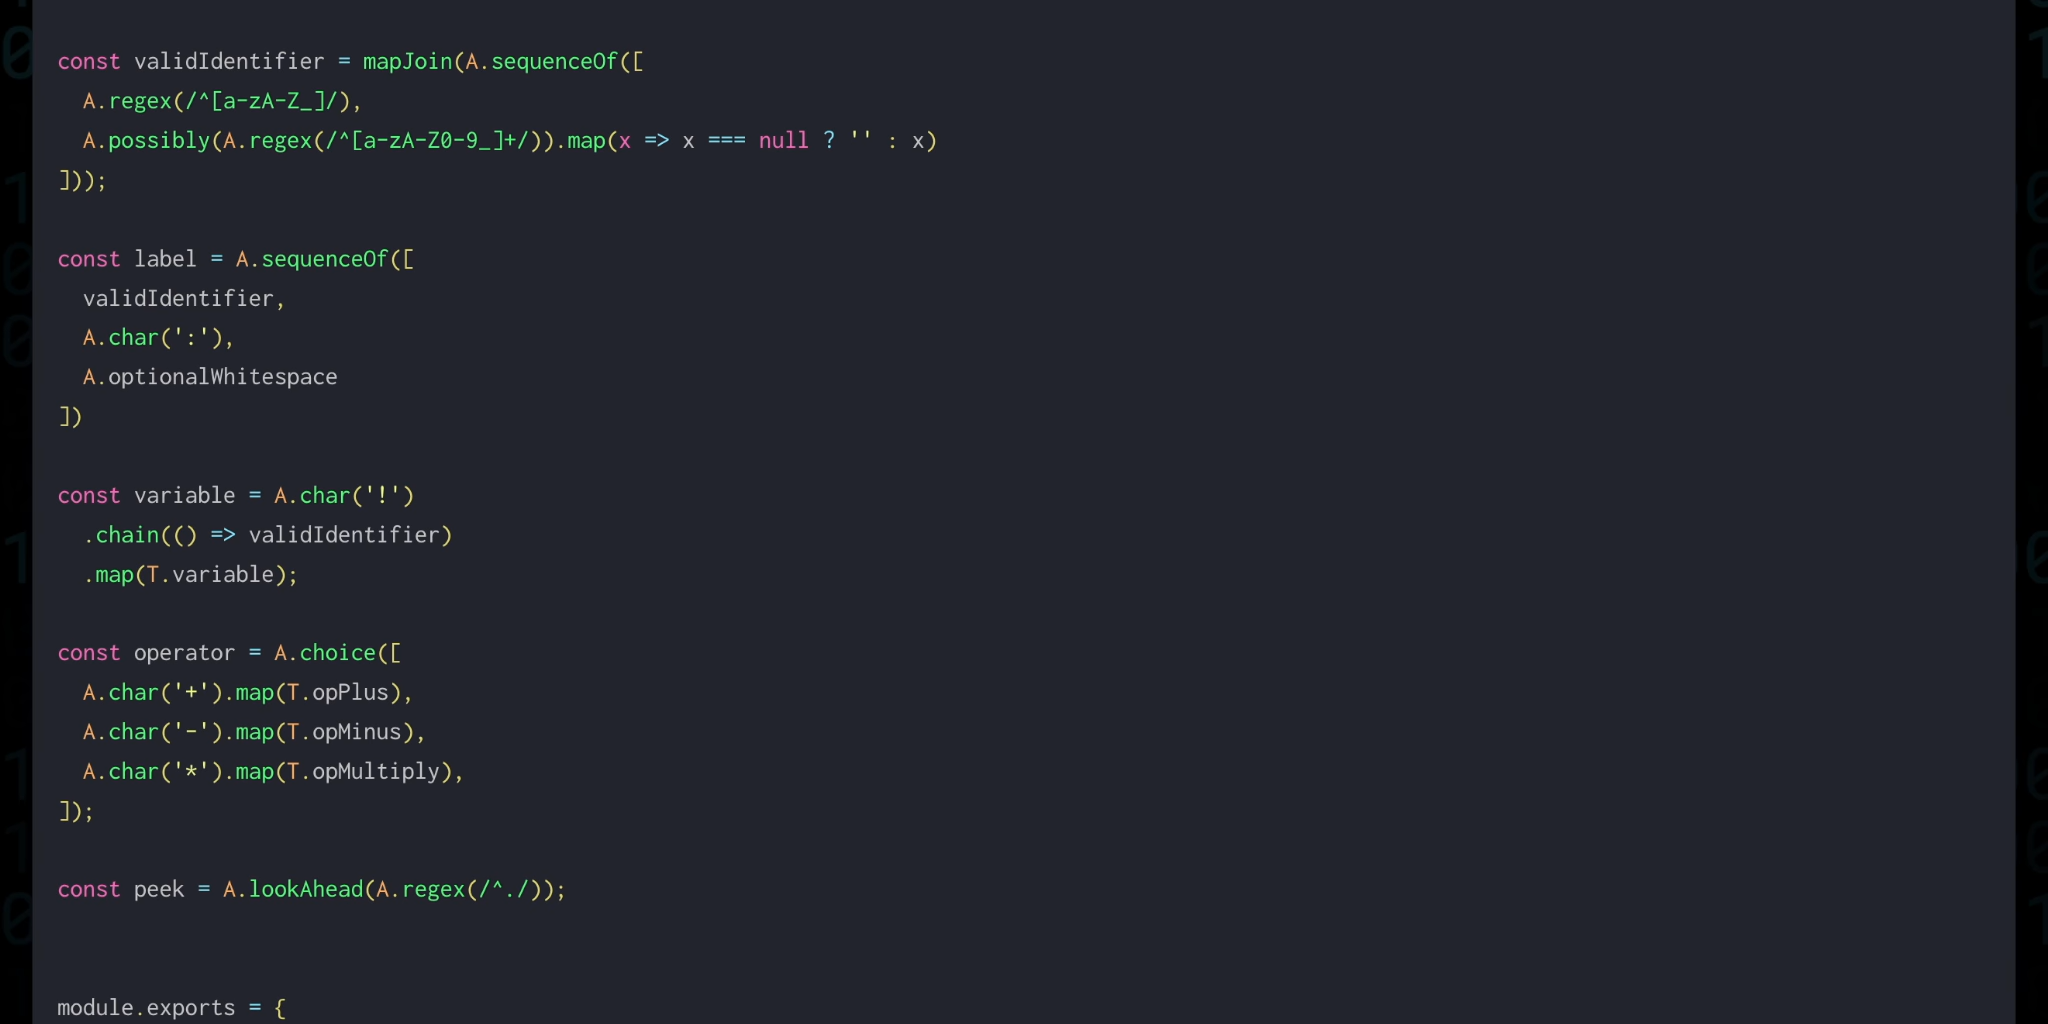 const validIdentifier = mapJoin(A.sequenceOf([
  A.regex(/^[a-zA-Z_]/),
  A.possibly(A.regex(/^[a-zA-Z0-9_]+/)).map(x => x === null ? '' : x)
]));
const label = A.sequenceOf([
  validIdentifier,
  A.char(':'),
  A.optionalWhitespace
])
const variable = A.char('!')
  .chain(() => validIdentifier)
  .map(T.variable);
const operator = A.choice([
  A.char('+').map(T.opPlus),
  A.char('-').map(T.opMinus),
  A.char('*').map(T.opMultiply),
]);
const peek = A.lookAhead(A.regex(/^./));
module.exports = {